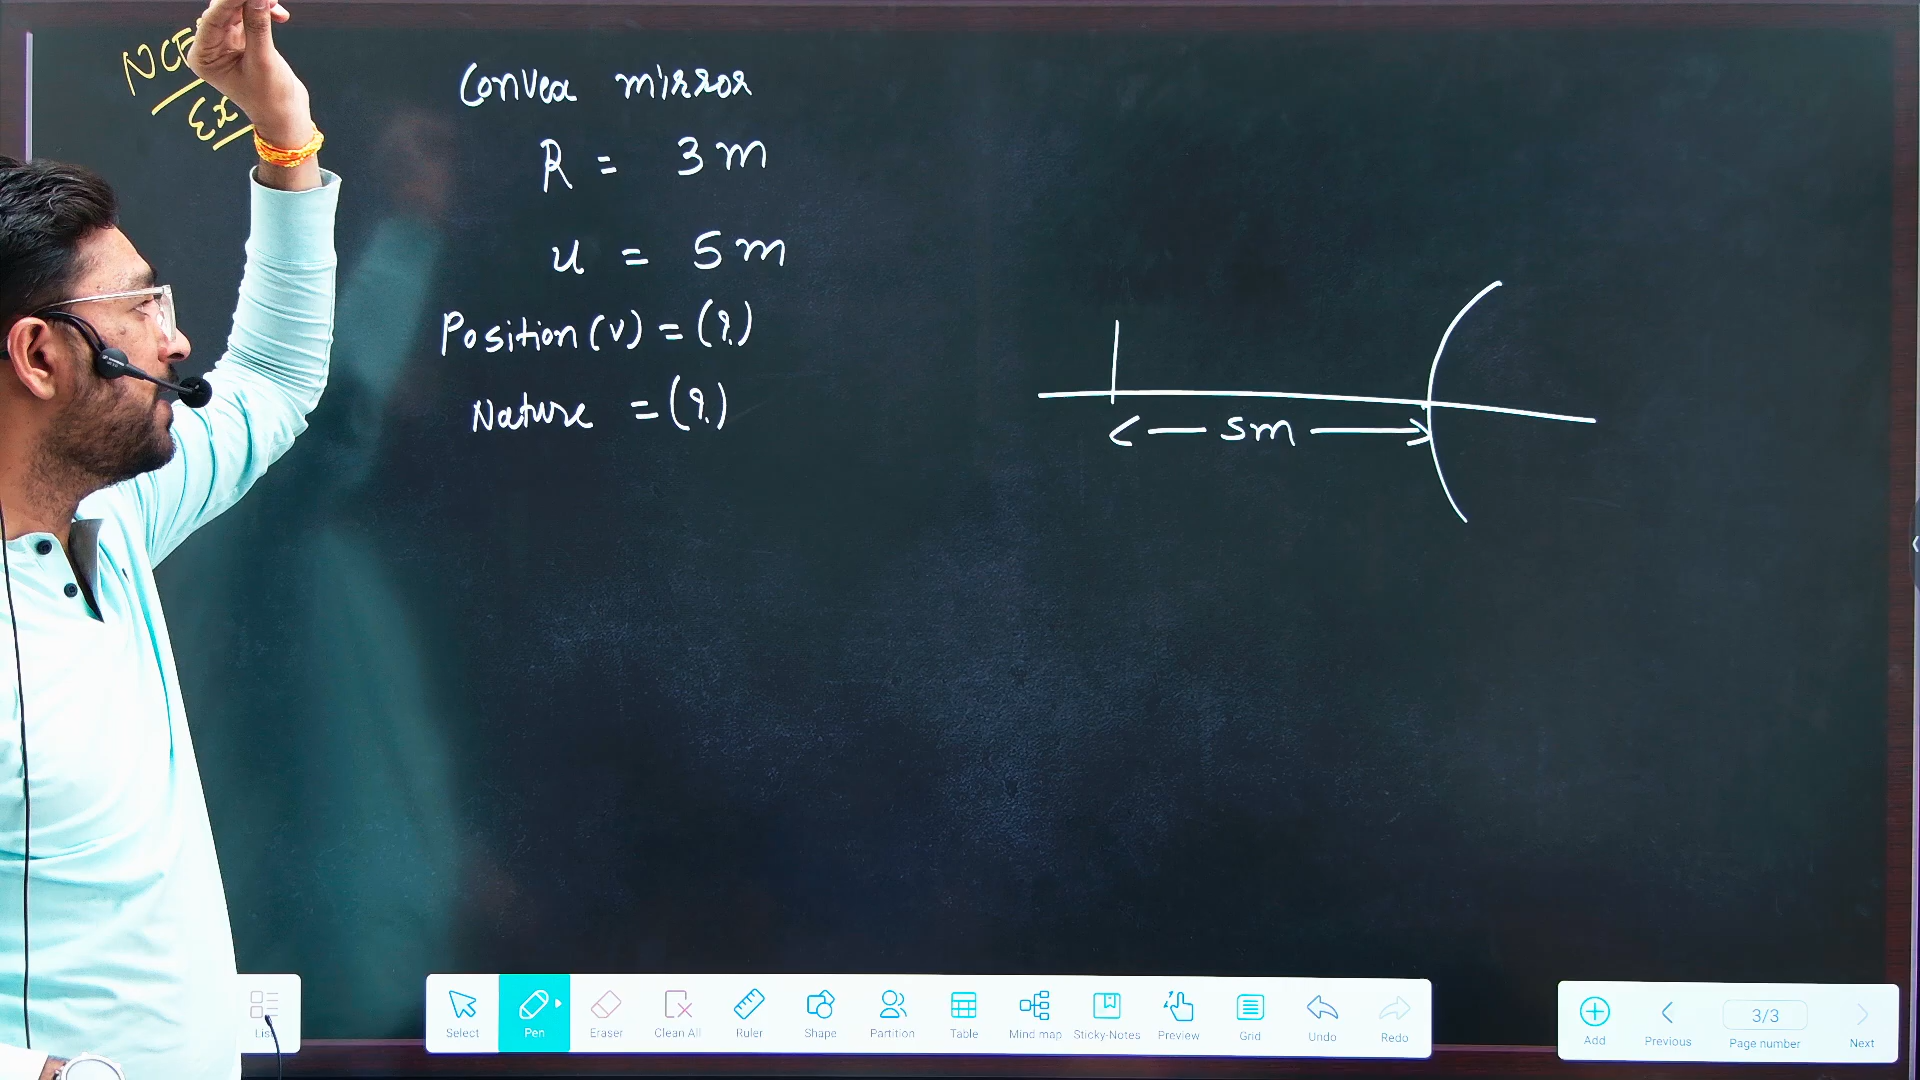 Convex mirror
R = 3m
u = 5m
Position (v) = (?)
Nature = (?)
5m
Select
Pen
Eraser
Clean All
Ruler
Shape
Partition
Table
Mind map
Sticky-Notes
Preview
Grid
Undo
Redo
Add
Previous
3/3
Page number
Next